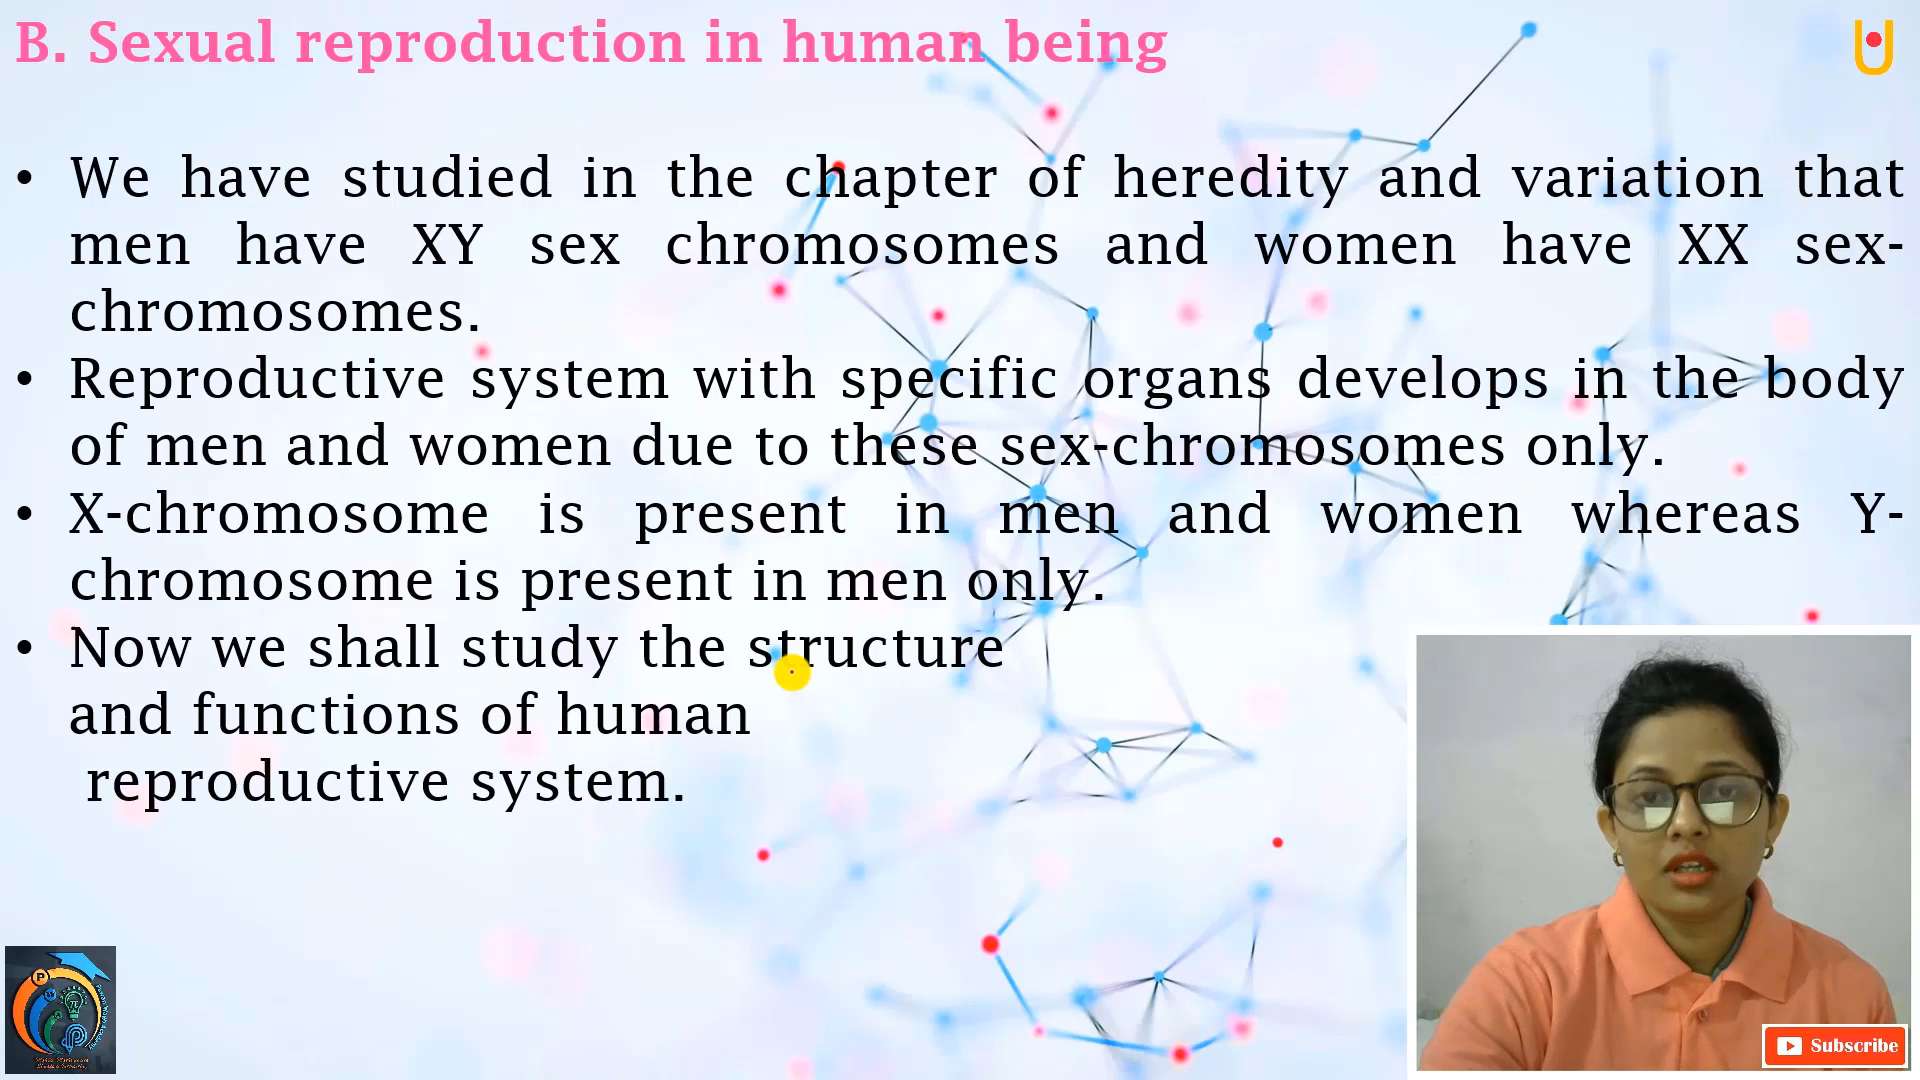 B. Sexual reproduction in human being
• We have studied in the chapter of heredity and variation that
men have XY sex chromosomes and women have XX sex-
chromosomes.
• Reproductive system with specific organs develops in the body
of men and women due to these sex-chromosomes only.
• X-chromosome is present in men and women whereas Y-
chromosome is present in men only.
• Now we shall study the structure
and functions of human
reproductive system.
Subscribe